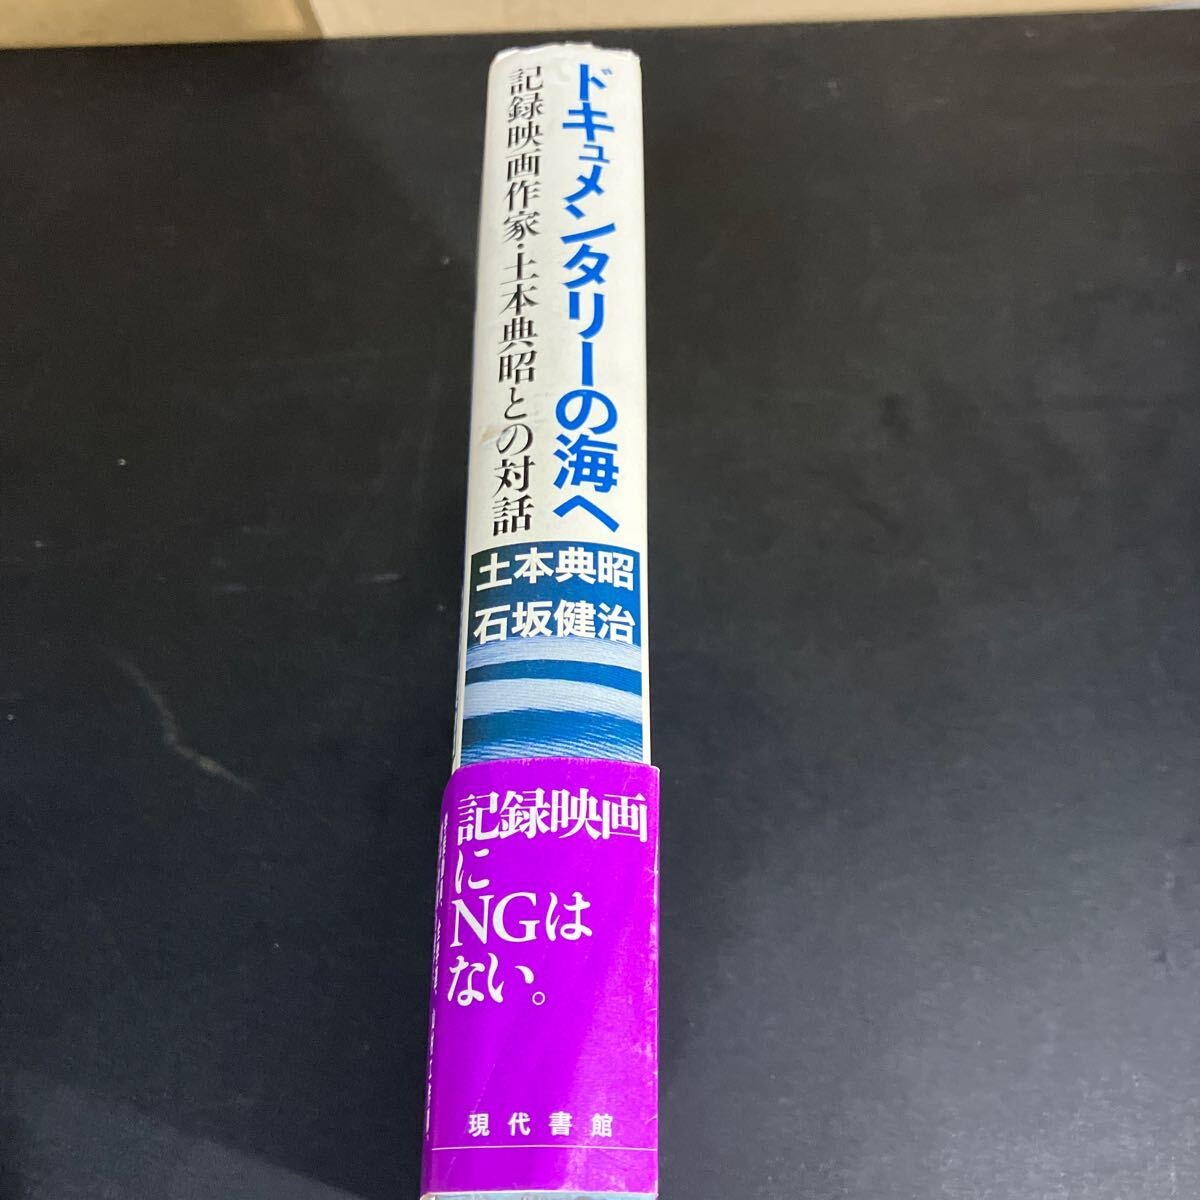 ドキュメンタリーの海へ
記録映画作家・土本典昭との対話
土本典昭
石坂健治
記録映画
に
NGは
ない。
現代書館